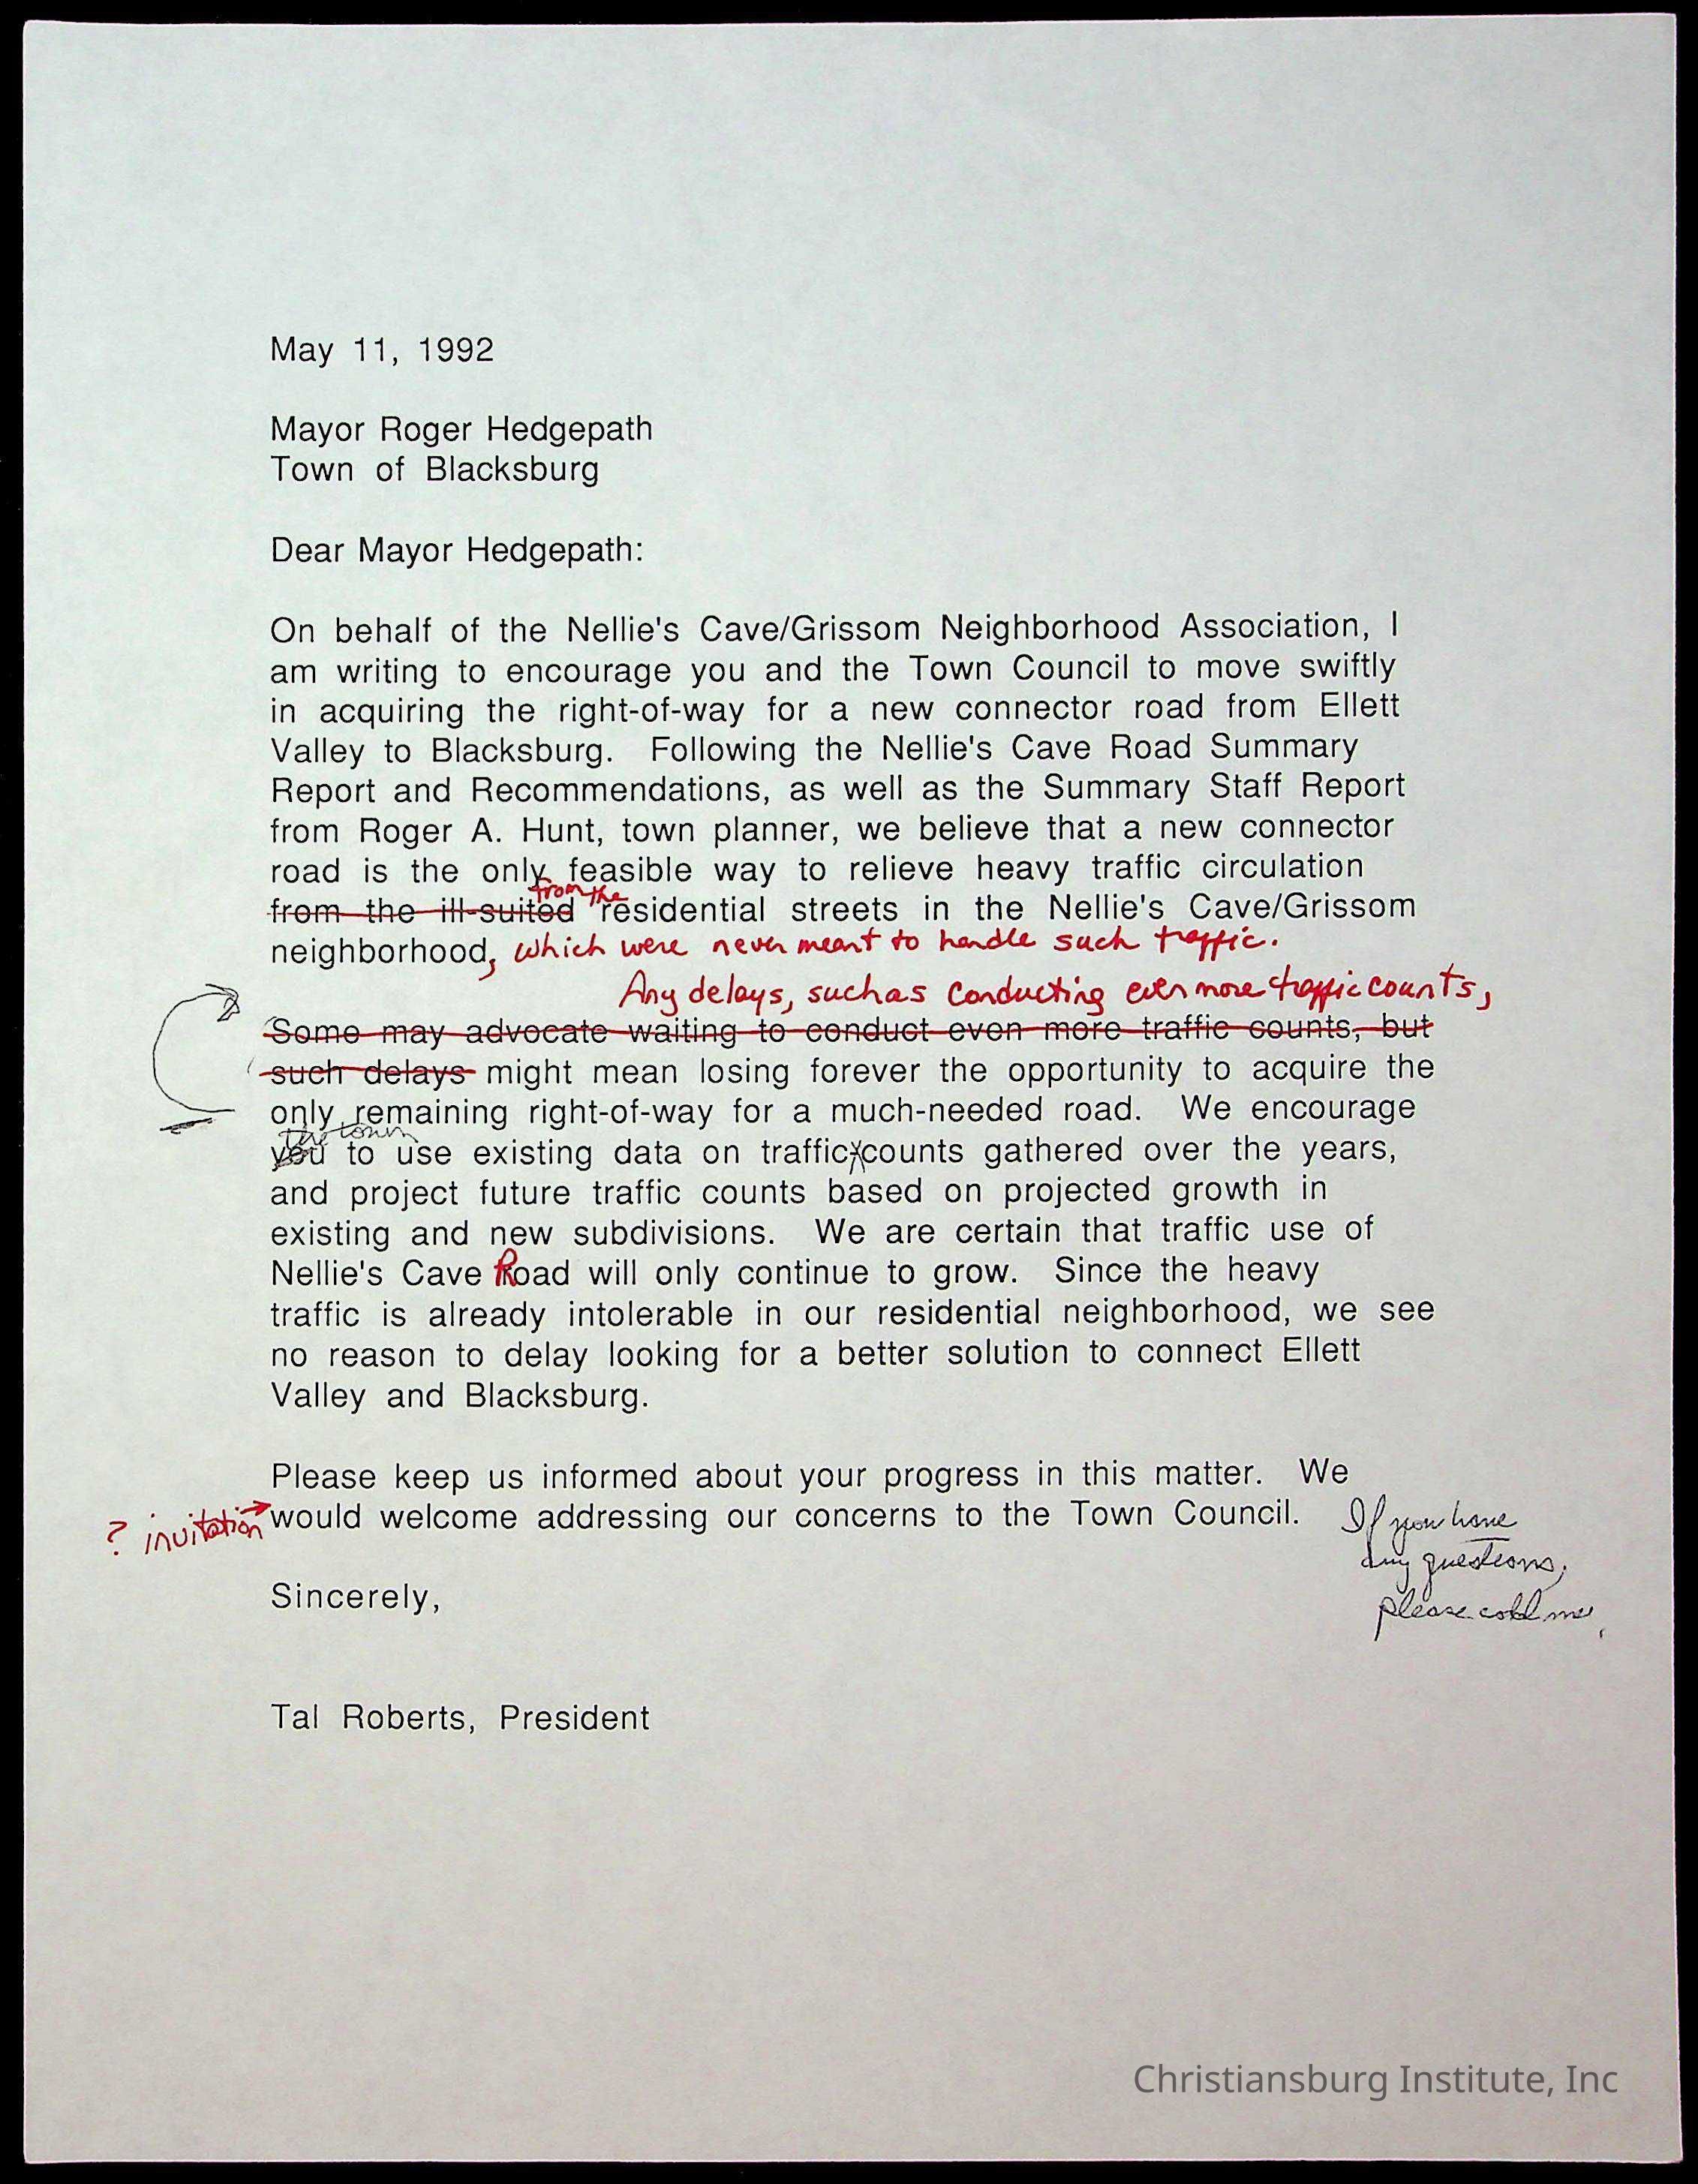 May 11, 1992
Mayor Roger Hedgepath
Town of Blacksburg
Dear Mayor Hedgepath:
On behalf of the Nellie's Cave/Grissom Neighborhood Association, I
am writing to encourage you and the Town Council to move swiftly
in acquiring the right-of-way for a new connector road from Ellett
Valley to Blacksburg. Following the Nellie's Cave Road Summary
Report and Recommendations, as well as the Summary Staff Report
from Roger A. Hunt, town planner, we believe that a new connector
road is the only feasible way to relieve heavy traffic circulation
from the
from the ill-suited residential streets in the Nellie's Cave/Grissom
neighborhood, which were never meant to handle such traffic.
Any delays, such as conducting even more traffic counts,
Some may advocate waiting to conduct even more traffic counts, but
such delays might mean losing forever the opportunity to acquire the
only remaining right-of-way for a much-needed road. We encourage
the town
you to use existing data on traffic counts gathered over the years,
and project future traffic counts based on projected growth in
existing and new subdivisions. We are certain that traffic use of
Nellie's Cave Road will only continue to grow. Since the heavy
traffic is already intolerable in our residential neighborhood, we see
no reason to delay looking for a better solution to connect Ellett
Valley and Blacksburg.
Please keep us informed about your progress in this matter. We
would welcome addressing our concerns to the Town Council.
? invitation
If you have
any questions,
please call me.
Sincerely,
Tal Roberts, President
Christiansburg Institute, Inc